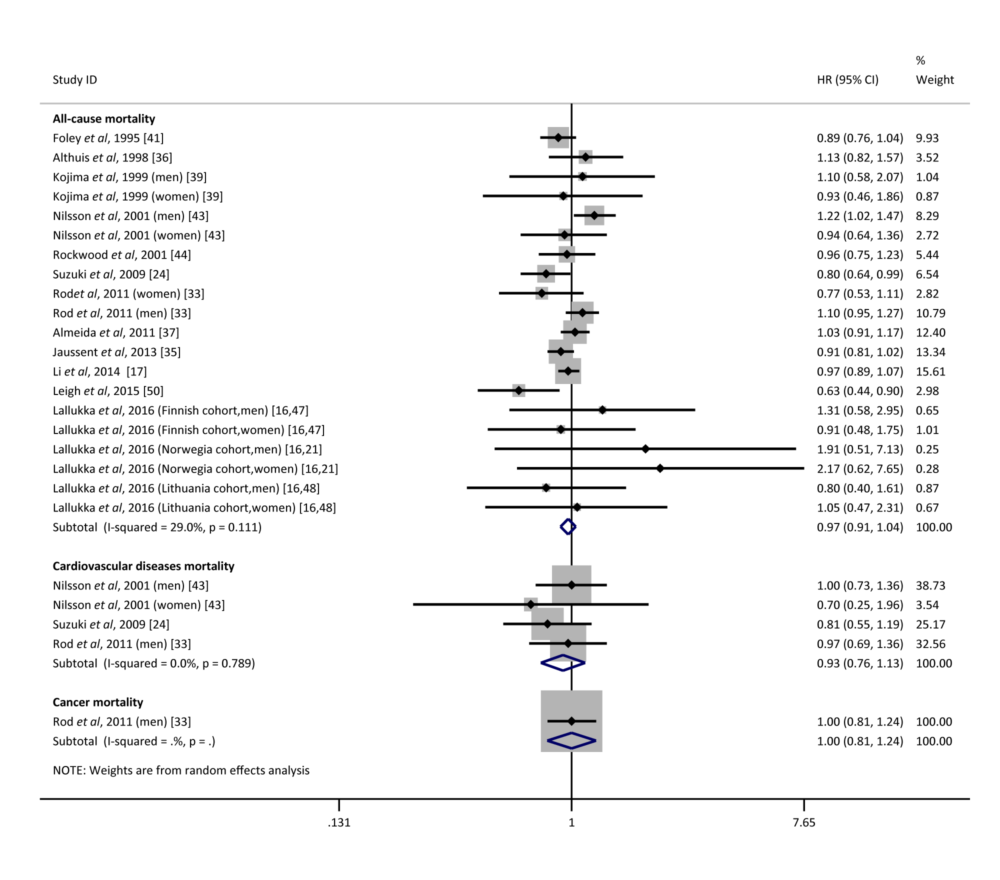 %
Study ID HR (95% CI) Weight
All-cause mortality
Foley et al, 1995 [41] 0.89 (0.76, 1.04) 9.93
Althuis et al, 1998 [36] 1.13 (0.82, 1.57) 3.52
Kojima et al, 1999 (men) [39] 1.10 (0.58, 2.07) 1.04
Kojima et al, 1999 (women) [39] 0.93 (0.46, 1.86) 0.87
Nilsson et al, 2001 (men) [43] 1.22 (1.02, 1.47) 8.29
Nilsson et al, 2001 (women) [43] 0.94 (0.64, 1.36) 2.72
Rockwood et al, 2001 [44] 0.96 (0.75, 1.23) 5.44
Suzuki et al, 2009 [24] 0.80 (0.64, 0.99) 6.54
Rodet al, 2011 (women) [33] 0.77 (0.53, 1.11) 2.82
Rod et al, 2011 (men) [33] 1.10 (0.95, 1.27) 10.79
Almeida et al, 2011 [37] 1.03 (0.91, 1.17) 12.40
Jaussent et al, 2013 [35] 0.91 (0.81, 1.02) 13.34
Li et al, 2014 [17] 0.97 (0.89, 1.07) 15.61
Leigh et al, 2015 [50] 0.63 (0.44, 0.90) 2.98
Lallukka et al, 2016 (Finnish cohort,men) [16,47] 1.31 (0.58, 2.95) 0.65
Lallukka et al, 2016 (Finnish cohort,women) [16,47] 0.91 (0.48, 1.75) 1.01
Lallukka et al, 2016 (Norwegia cohort,men) [16,21] 1.91 (0.51, 7.13) 0.25
Lallukka et al, 2016 (Norwegia cohort,women) [16,21] 2.17 (0.62, 7.65) 0.28
Lallukka et al, 2016 (Lithuania cohort,men) [16,48] 0.80 (0.40, 1.61) 0.87
Lallukka et al, 2016 (Lithuania cohort,women) [16,48] 1.05 (0.47, 2.31) 0.67
Subtotal (I-squared = 29.0%, p = 0.111) 0.97 (0.91, 1.04) 100.00
Cardiovascular diseases mortality
Nilsson et al, 2001 (men) [43] 1.00 (0.73, 1.36) 38.73
Nilsson et al, 2001 (women) [43] 0.70 (0.25, 1.96) 3.54
Suzuki et al, 2009 [24] 0.81 (0.55, 1.19) 25.17
Rod et al, 2011 (men) [33] 0.97 (0.69, 1.36) 32.56
Subtotal (I-squared = 0.0%, p = 0.789) 0.93 (0.76, 1.13) 100.00
Cancer mortality
Rod et al, 2011 (men) [33] 1.00 (0.81, 1.24) 100.00
Subtotal (I-squared = .%, p = .) 1.00 (0.81, 1.24) 100.00
NOTE: Weights are from random effects analysis
.131 1 7.65